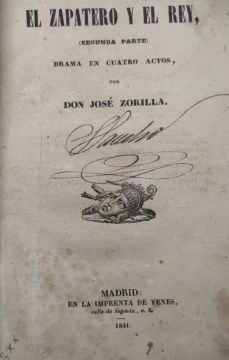 EL ZAPATERO Y EL REY,
(SEGUNDA PARTE)
DRAMA EN CUATRO ACTOS,
POR
DON JOSÉ ZORILLA.
MADRID:
EN LA IMPRENTA DE YENES,
calle de Segovia, n. 6.
1841.